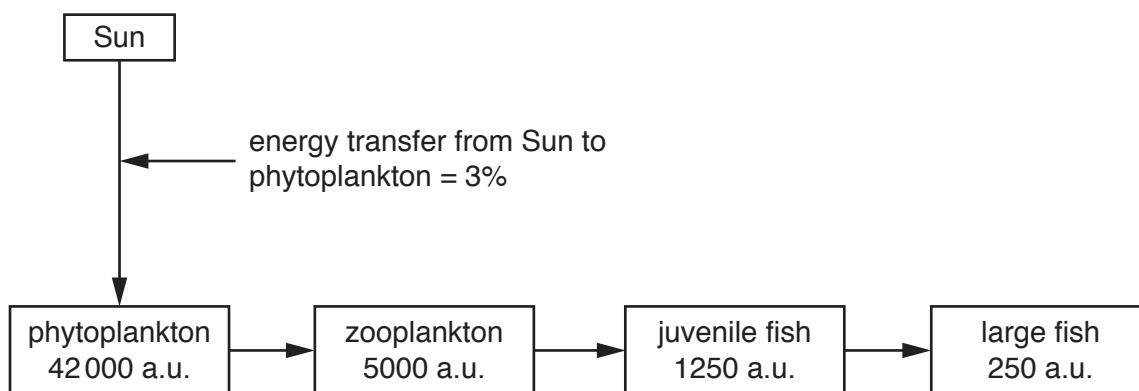 Sun
energy transfer from Sun to
phytoplankton = 3%
phytoplankton
42 000 a.u.
zooplankton
5000 a.u.
juvenile fish
1250 a.u.
large fish
250 a.u.